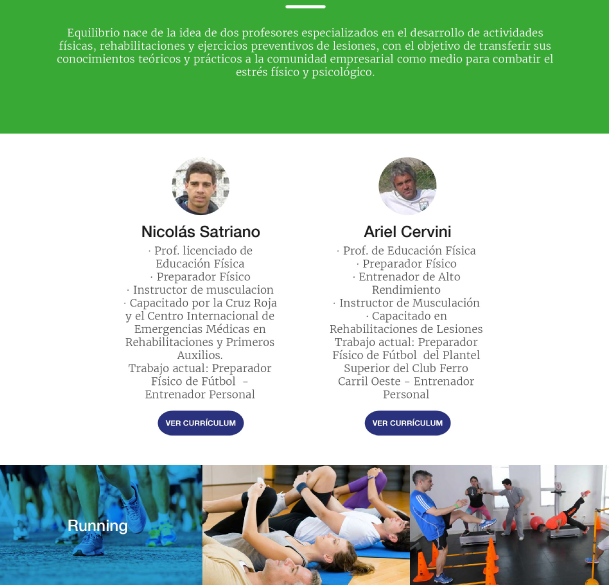 Equilibrio nace de la idea de dos profesores especializados en el desarrollo de actividades
físicas, rehabilitaciones y ejercicios preventivos de lesiones, con el objetivo de transferir sus
conocimientos teóricos y prácticos a la comunidad empresarial como medio para combatir el
estrés físico y psicológico.
Nicolás Satriano
· Prof. licenciado de
Educación Física
· Preparador Físico
· Instructor de musculacion
· Capacitado por la Cruz Roja
y el Centro Internacional de
Emergencias Médicas en
Rehabilitaciones y Primeros
Auxilios.
Trabajo actual: Preparador
Físico de Fútbol –
Entrenador Personal
VER CURRÍCULUM
Ariel Cervini
· Prof. de Educación Física
· Preparador Físico
· Entrenador de Alto
Rendimiento
· Instructor de Musculación
· Capacitado en
Rehabilitaciones de Lesiones
Trabajo actual: Preparador
Físico de Fútbol del Plantel
Superior del Club Ferro
Carril Oeste – Entrenador
Personal
VER CURRÍCULUM
Running